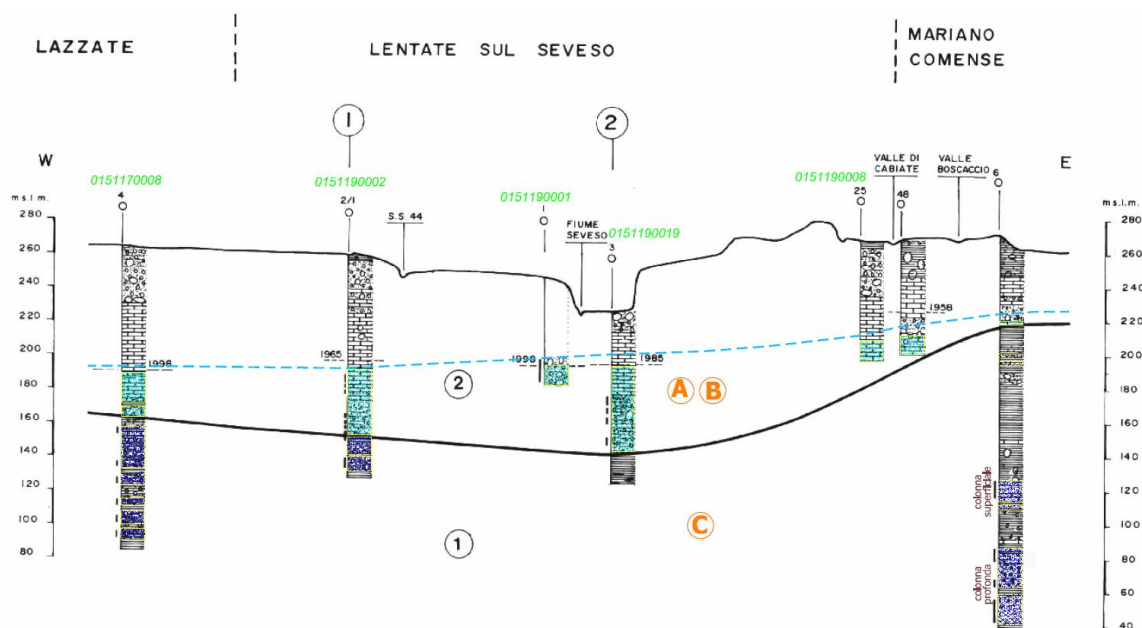 LAZZATE
LENTATE SUL SEVESO
MARIANO
COMENSE
1
2
W
E
0151170008
4
0151190002
2/1
S.S 44
0151190001
1
FIUME
SEVESO
0151190019
3
0151190008
25
VALLE DI
CABIATE
48
VALLE
BOSCACCIO
6
m s.l.m.
280
260
240
220
200
180
160
140
120
100
80
m s.l.m.
280
260
240
220
200
180
160
140
120
100
80
60
40
1998
1965
1998
1985
1958
2
A B
1
C
colonna
superficiale
colonna
profonda